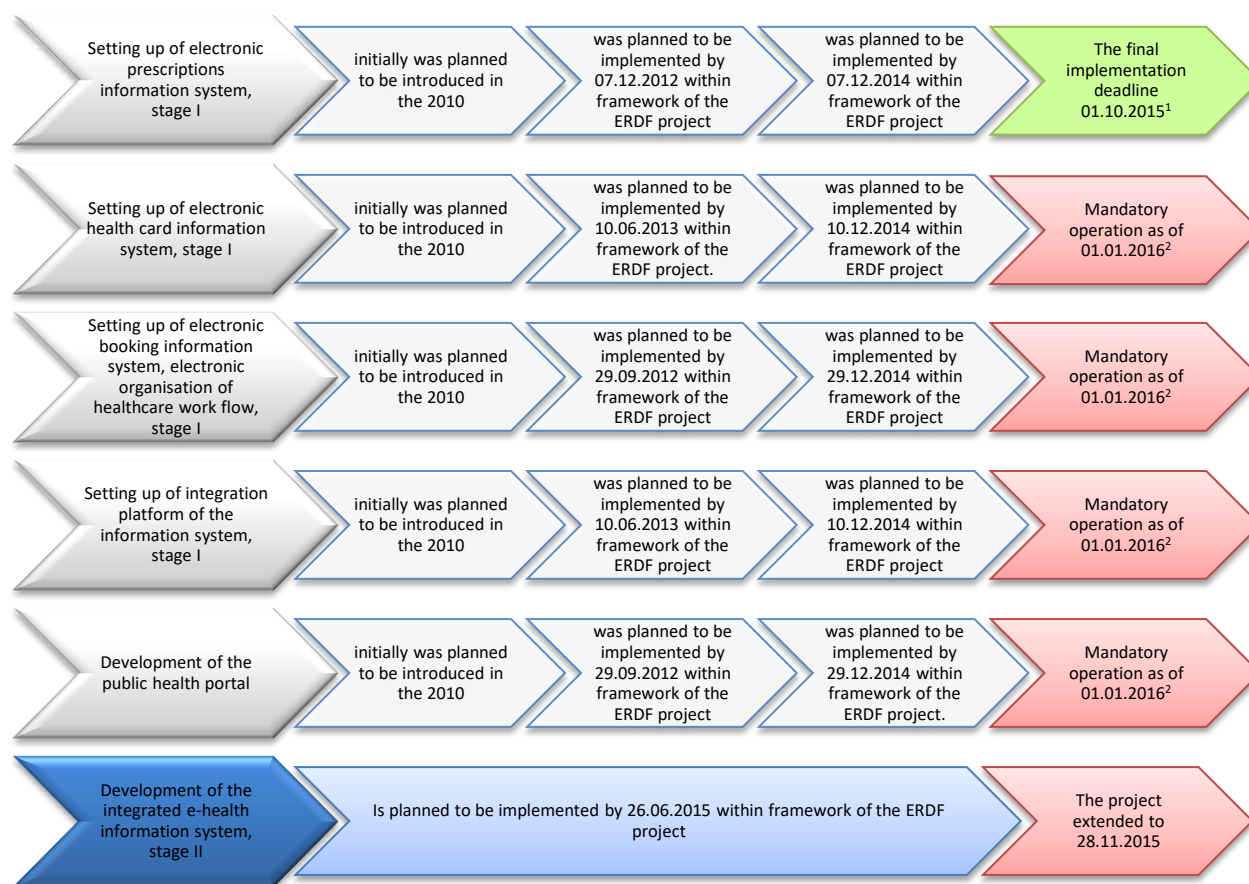 Setting up of electronic
prescriptions
information system,
stage I
initially was planned
to be introduced in
the 2010
was planned to be
implemented by
07.12.2012 within
framework of the
ERDF project
was planned to be
implemented by
07.12.2014 within
framework of the
ERDF project
The final
implementation
deadline
01.10.2015¹
Setting up of electronic
health card information
system, stage I
initially was planned
to be introduced in
the 2010
was planned to be
implemented by
10.06.2013 within
framework of the
ERDF project.
was planned to be
implemented by
10.12.2014 within
framework of the
ERDF project
Mandatory
operation as of
01.01.2016²
Setting up of electronic
booking information
system, electronic
organisation of
healthcare work flow,
stage I
initially was planned
to be introduced in
the 2010
was planned to be
implemented by
29.09.2012 within
framework of the
ERDF project
was planned to be
implemented by
29.12.2014 within
framework of the
ERDF project
Mandatory
operation as of
01.01.2016²
Setting up of integration
platform of the
information system,
stage I
initially was planned
to be introduced in
the 2010
was planned to be
implemented by
10.06.2013 within
framework of the
ERDF project
was planned to be
implemented by
10.12.2014 within
framework of the
ERDF project
Mandatory
operation as of
01.01.2016²
Development of the
public health portal
initially was planned
to be introduced in
the 2010
was planned to be
implemented by
29.09.2012 within
framework of the
ERDF project
was planned to be
implemented by
29.12.2014 within
framework of the
ERDF project.
Mandatory
operation as of
01.01.2016²
Development of the
integrated e-health
information system,
stage II
Is planned to be implemented by 26.06.2015 within framework of the ERDF
project
The project
extended to
28.11.2015